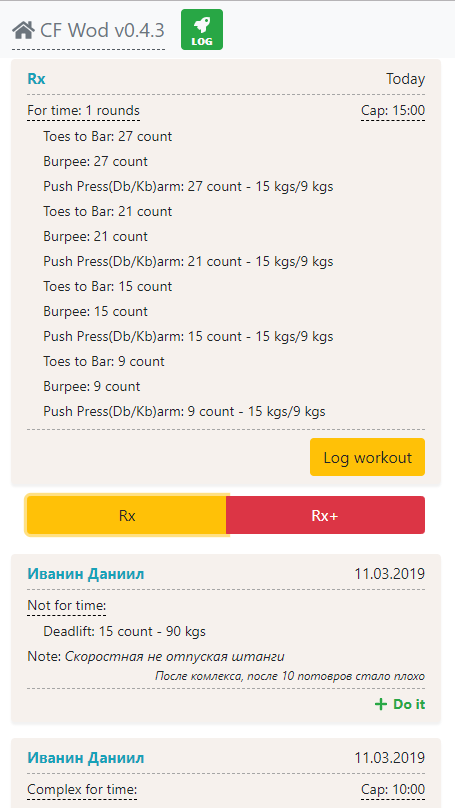 CF Wod v0.4.3
LOG
Rx Today
For time: 1 rounds Cap: 15:00
Toes to Bar: 27 count
Burpee: 27 count
Push Press(Db/Kb)arm: 27 count - 15 kgs/9 kgs
Toes to Bar: 21 count
Burpee: 21 count
Push Press(Db/Kb)arm: 21 count - 15 kgs/9 kgs
Toes to Bar: 15 count
Burpee: 15 count
Push Press(Db/Kb)arm: 15 count - 15 kgs/9 kgs
Toes to Bar: 9 count
Burpee: 9 count
Push Press(Db/Kb)arm: 9 count - 15 kgs/9 kgs
Log workout
Rx Rx+
Иванин Даниил 11.03.2019
Not for time:
Deadlift: 15 count - 90 kgs
Note: Скоростная не отпуская штанги
После комлекса, после 10 потовров стало плохо
+ Do it
Иванин Даниил 11.03.2019
Complex for time: Cap: 10:00